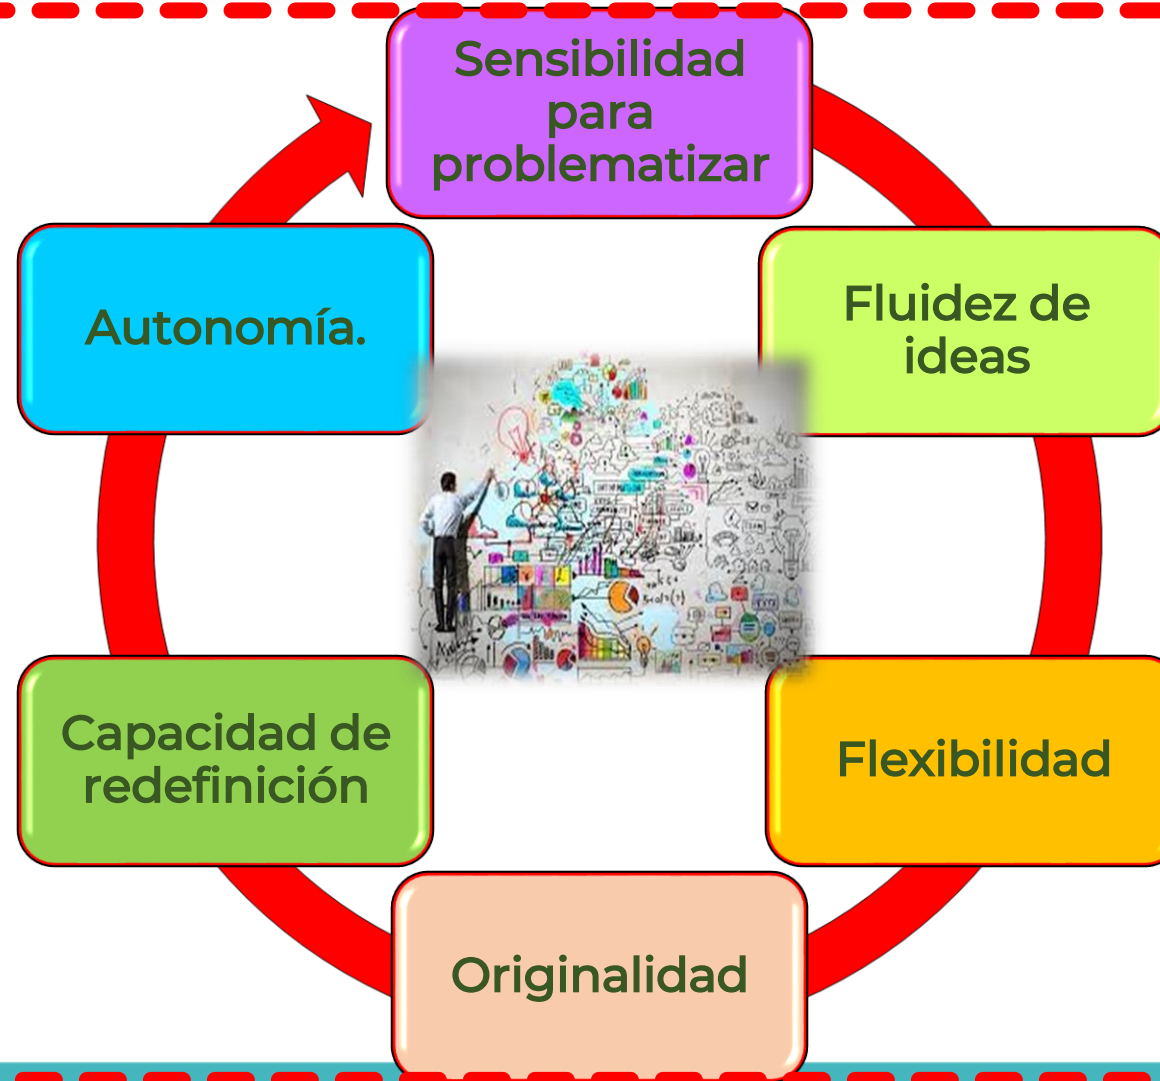 Sensibilidad
para
problematizar
Fluidez de
ideas
Flexibilidad
Originalidad
Capacidad de
redefinición
Autonomía.